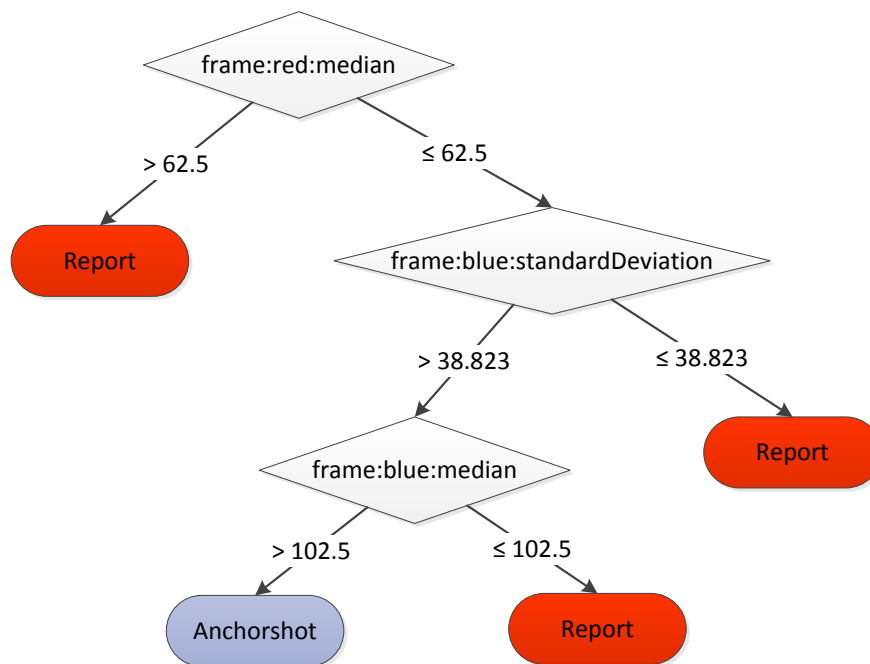 frame:red:median
> 62.5
≤ 62.5
Report
frame:blue:standardDeviation
> 38.823
≤ 38.823
Report
frame:blue:median
> 102.5
≤ 102.5
Anchorshot
Report